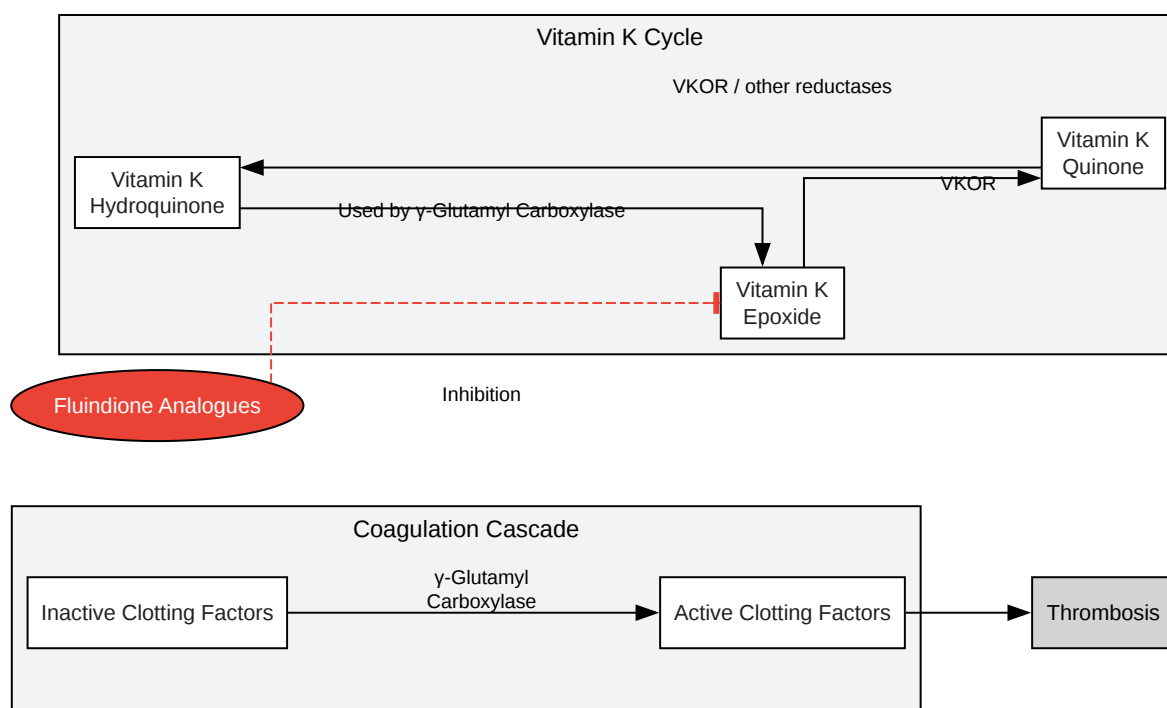 Vitamin K Cycle
VKOR / other reductases
Vitamin K
Quinone
Vitamin K
Hydroquinone
VKOR
Used by γ-Glutamyl Carboxylase
Vitamin K
Epoxide
Fluindione Analogues
Inhibition
Coagulation Cascade
γ-Glutamyl
Carboxylase
Inactive Clotting Factors
Active Clotting Factors
Thrombosis